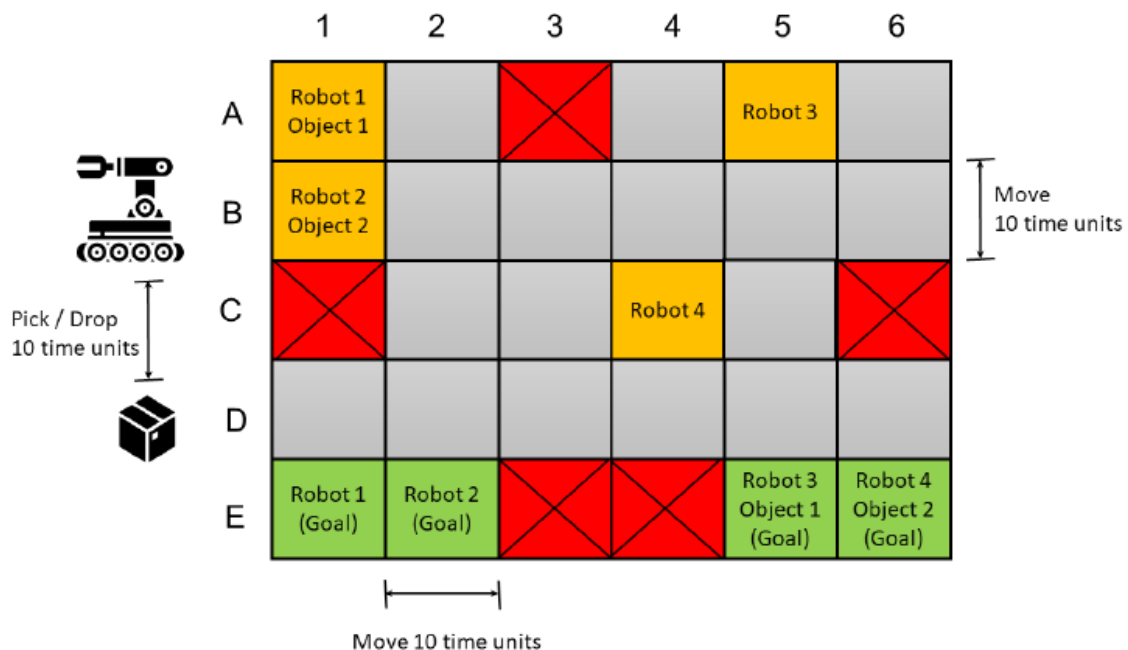 1 2 3 4 5 6
A
Robot 1
Object 1
Robot 3
B
Robot 2
Object 2
Move
10 time units
C
Robot 4
Pick / Drop
10 time units
D
E
Robot 1
(Goal)
Robot 2
(Goal)
Robot 3
Object 1
(Goal)
Robot 4
Object 2
(Goal)
Move 10 time units